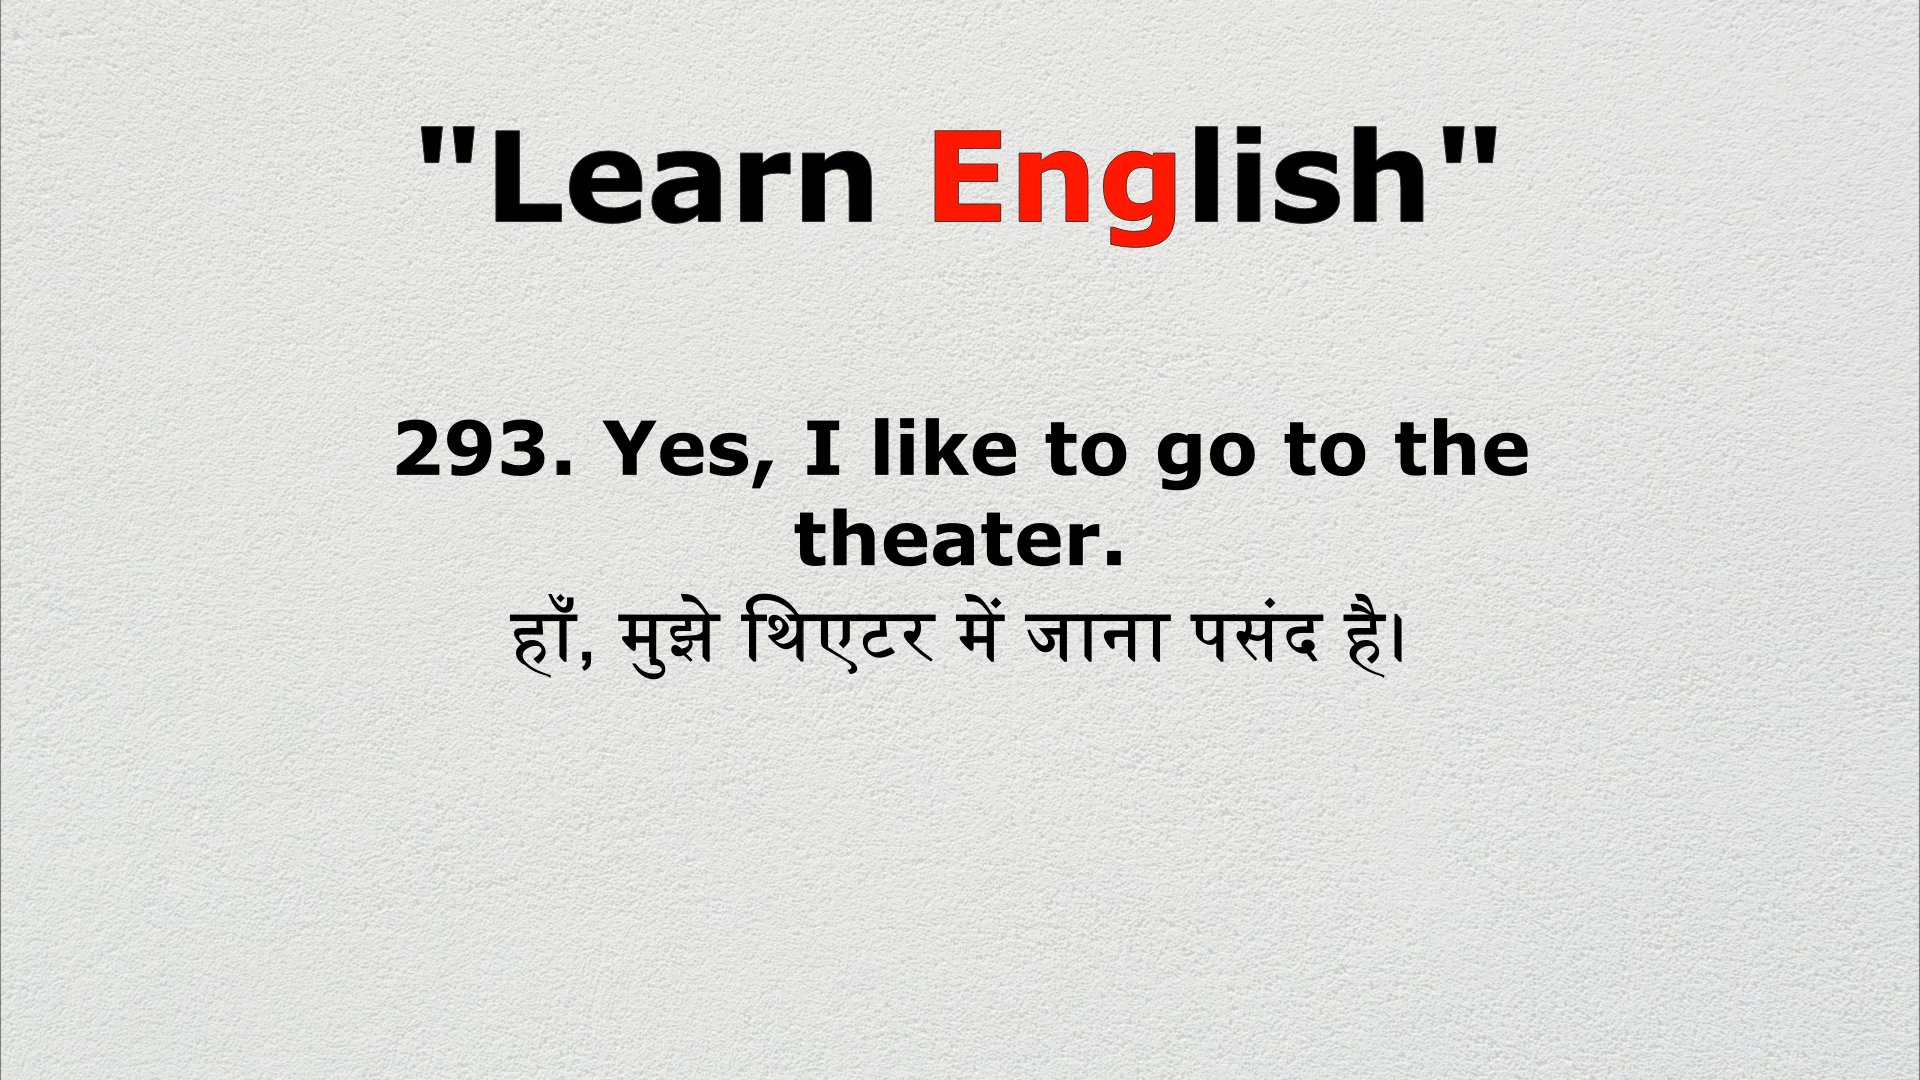 "Learn English"
293. Yes, I like to go to the
theater.
हाँ, मुझे थिएटर में जाना पसंद है।